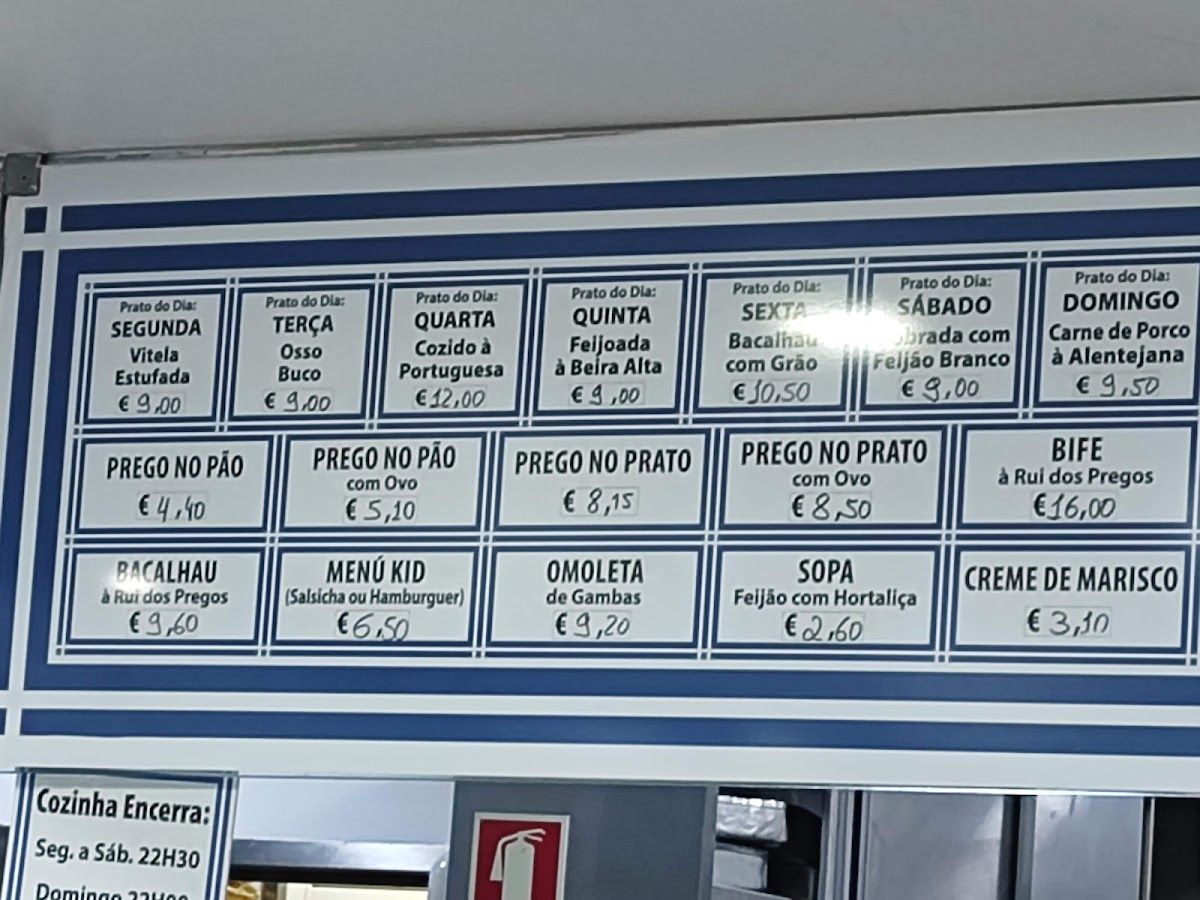 Prato do Dia:
SEGUNDA
Vitela
Estufada
€ 9,00
Prato do Dia:
TERÇA
Osso
Buco
€ 9,00
Prato do Dia:
QUARTA
Cozido à
Portuguesa
€ 12,00
Prato do Dia:
QUINTA
Feijoada
à Beira Alta
€ 9,00
Prato do Dia:
SEXTA
Bacalhau
com Grão
€ 10,50
Prato do Dia:
SÁBADO
com
Feijão Branco
€ 9,00
Prato do Dia:
DOMINGO
Carne de Porco
à Alentejana
€ 9,50
PREGO NO PÃO
€ 4,40
PREGO NO PÃO
com Ovo
€ 5,10
PREGO NO PRATO
€ 8,15
PREGO NO PRATO
com Ovo
€ 8,50
BIFE
à Rui dos Pregos
€ 16,00
BACALHAU
à Rui dos Pregos
€ 9,60
MENÚ KID
(Salsicha ou Hamburguer)
€ 6,50
OMOLETA
de Gambas
€ 9,20
SOPA
Feijão com Hortaliça
€ 2,60
CREME DE MARISCO
€ 3,10
Cozinha Encerra:
Seg. a Sáb. 22H30
Domingo